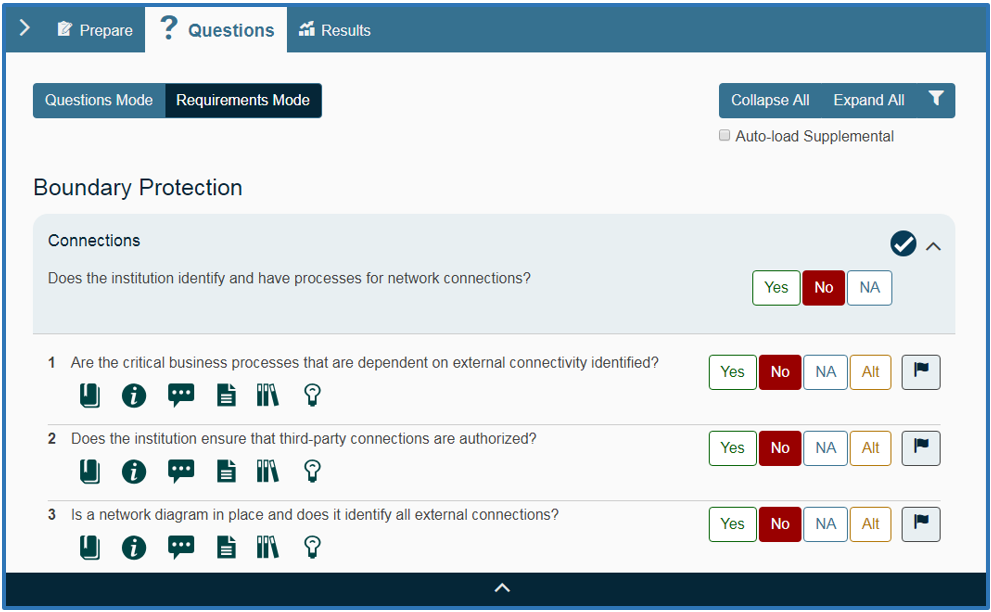 Prepare
? Questions
Results
Questions Mode
Requirements Mode
Collapse All
Expand All
Auto-load Supplemental
Boundary Protection
Connections
Does the institution identify and have processes for network connections?
Yes No NA
1 Are the critical business processes that are dependent on external connectivity identified?
Yes No NA Alt
2 Does the institution ensure that third-party connections are authorized?
Yes No NA Alt
3 Is a network diagram in place and does it identify all external connections?
Yes No NA Alt